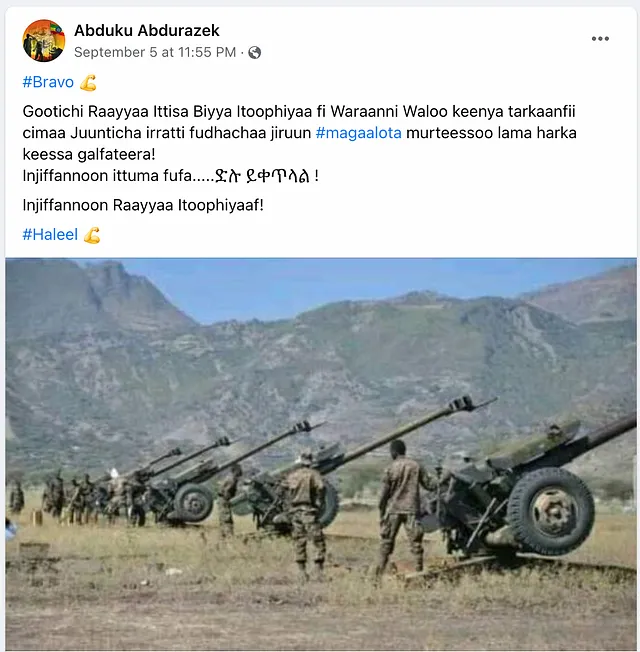 Abduku Abdurazek
September 5 at 11:55 PM ·
#Bravo 💪
Gootichi Raayyaa Ittisa Biyya Itoophiyaa fi Waraanni Waloo keenya tarkaanfii
cimaa Juunticha irratti fudhachaa jiruun #magaalota murteessoo lama harka
keessa galfateera!
Injiffannoon ittuma fufa.....ድሉ ይቀጥላል !
Injiffannoon Raayyaa Itoophiyaaf!
#Haleel 💪